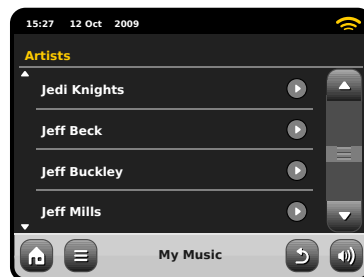 15:27 12 Oct 2009
Artists
Jedi Knights
Jeff Beck
Jeff Buckley
Jeff Mills
My Music